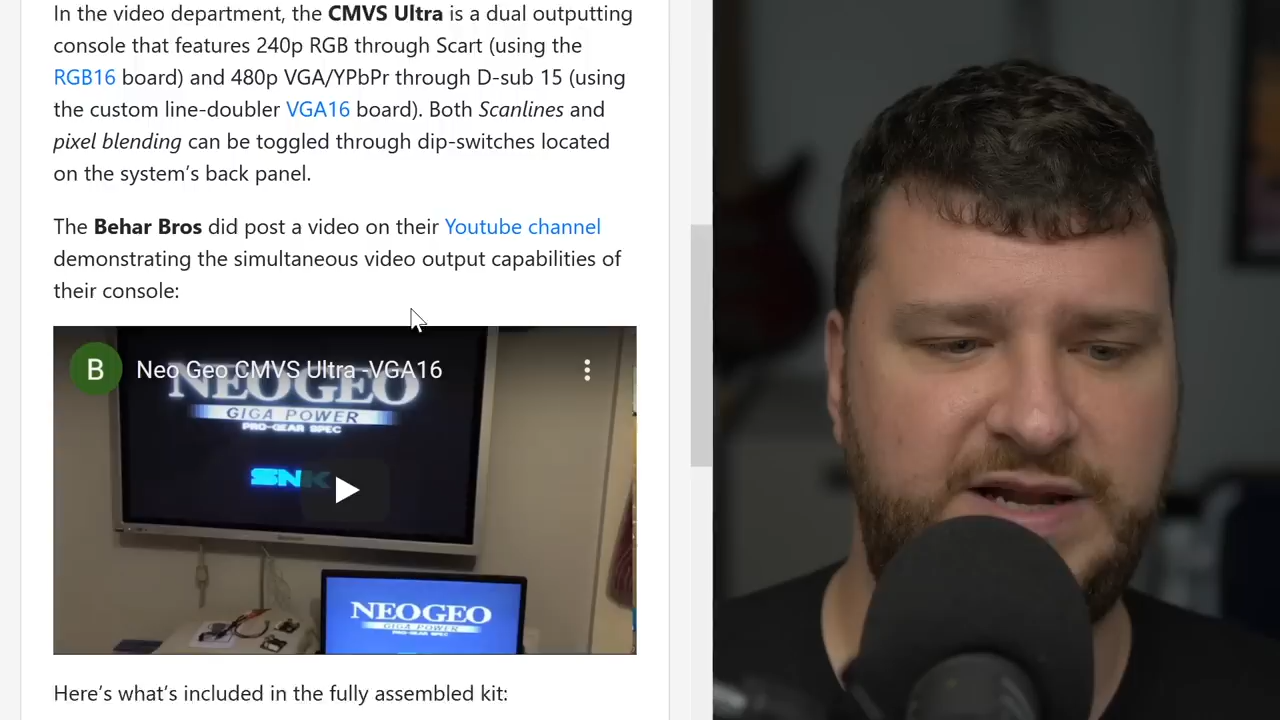 In the video department, the CMVS Ultra is a dual outputting
console that features 240p RGB through Scart (using the
RGB16 board) and 480p VGA/YPbPr through D-sub 15 (using
the custom line-doubler VGA16 board). Both Scanlines and
pixel blending can be toggled through dip-switches located
on the system’s back panel.
The Behar Bros did post a video on their Youtube channel
demonstrating the simultaneous video output capabilities of
their console:
B
Neo Geo CMVS Ultra -VGA16
NEOGEO
GIGA POWER
PRO-GEAR SPEC
SNK
NEOGEO
GIGA POWER
PRO-GEAR SPEC
Here’s what’s included in the fully assembled kit: